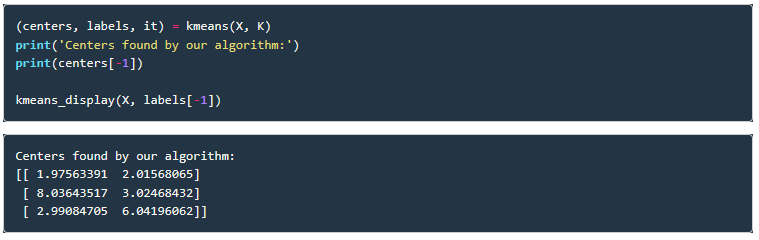 (centers, labels, it) = kmeans(X, K)
print('Centers found by our algorithm:')
print(centers[-1])
kmeans_display(X, labels[-1])
Centers found by our algorithm:
[[ 1.97563391  2.01568065]
 [ 8.03643517  3.02468432]
 [ 2.99084705  6.04196062]]